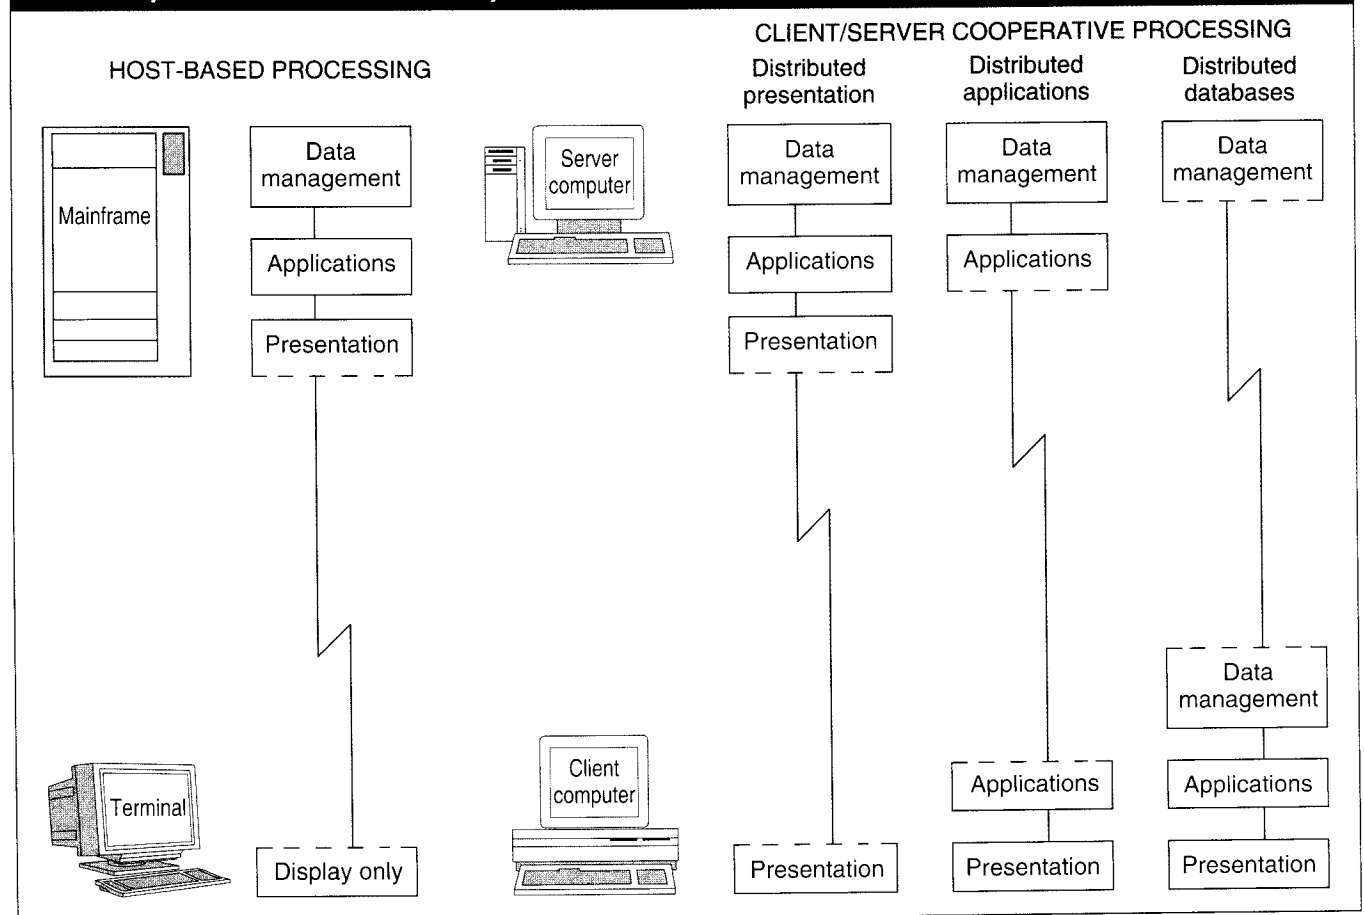 CLIENT/SERVER COOPERATIVE PROCESSING
HOST-BASED PROCESSING
Distributed
presentation
Distributed
applications
Distributed
databases
Mainframe
Data
management
Applications
Presentation
Server
computer
Data
management
Applications
Presentation
Data
management
Applications
Data
management
Terminal
Display only
Client
computer
Presentation
Applications
Presentation
Data
management
Applications
Presentation